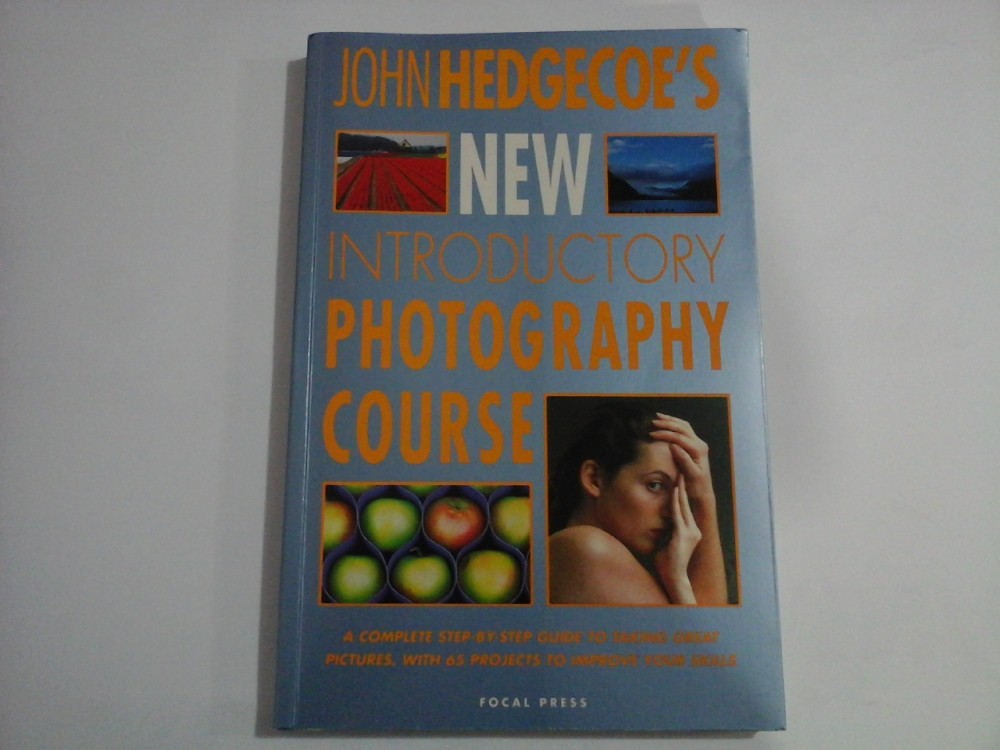 JOHN HEDGECOE'S
NEW
INTRODUCTORY
PHOTOGRAPHY
COURSE
A COMPLETE STEP-BY-STEP GUIDE TO TAKING GREAT
PICTURES, WITH 65 PROJECTS TO IMPROVE YOUR SKILLS
FOCAL PRESS